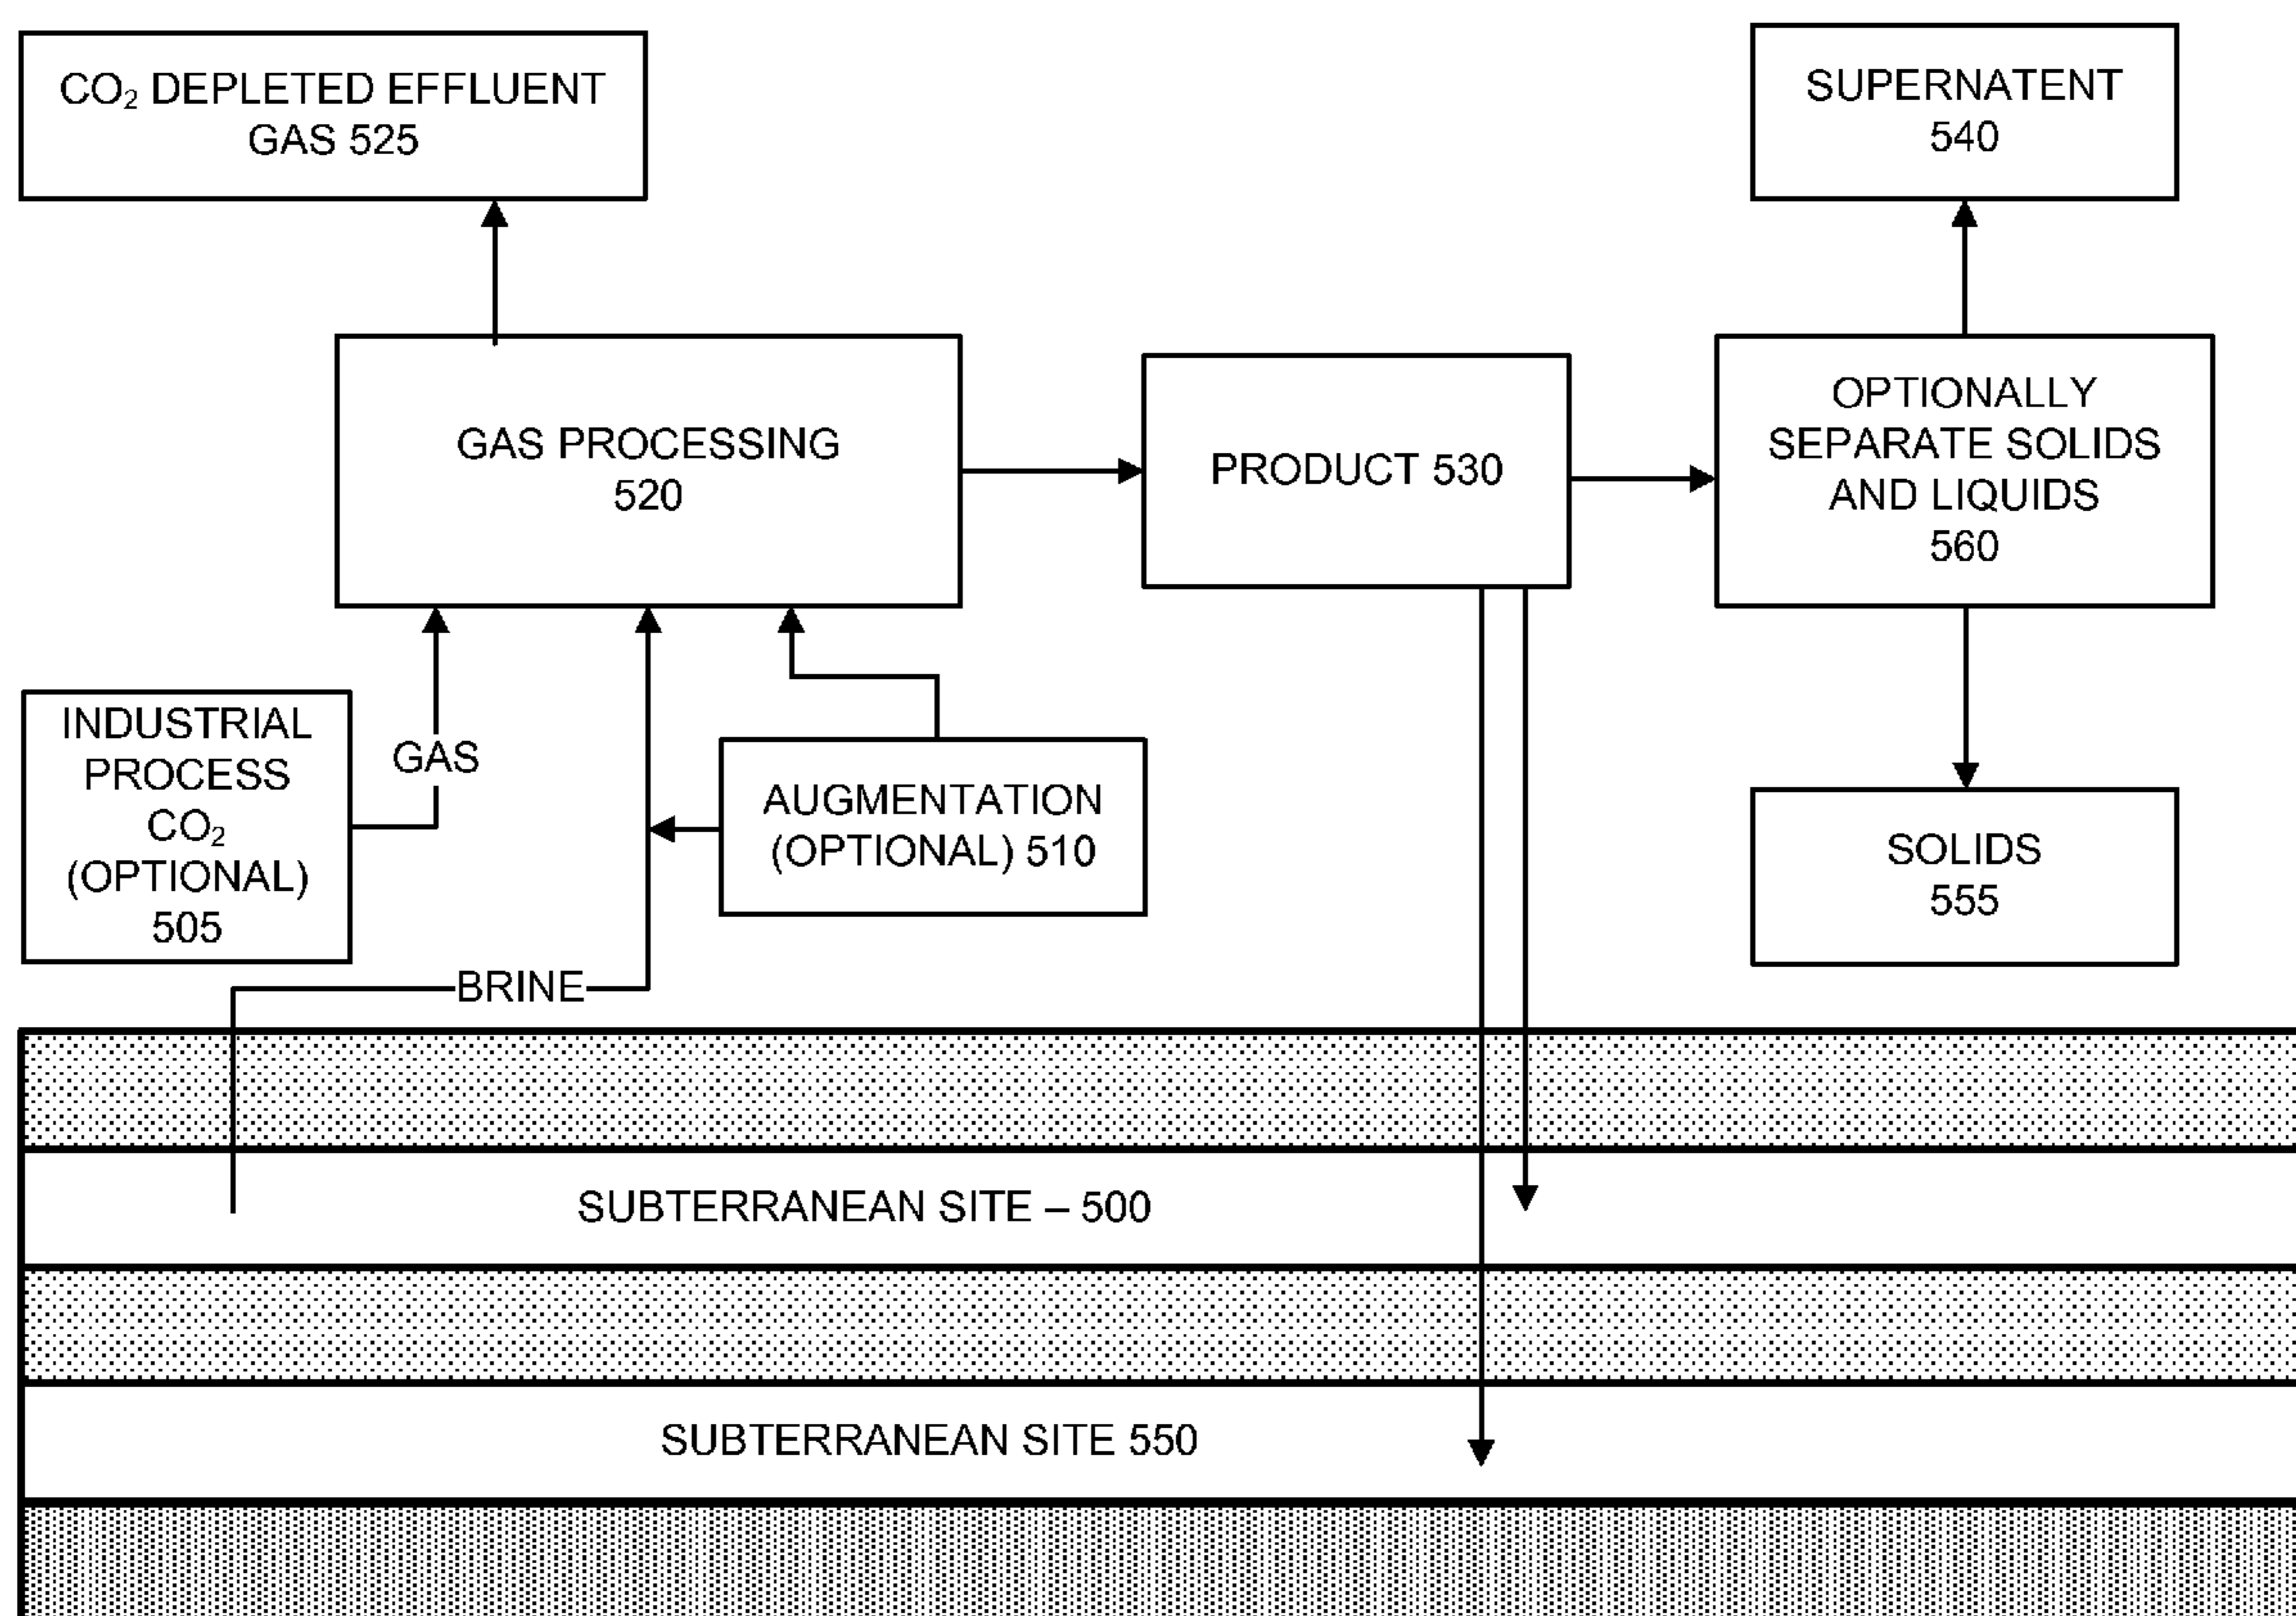 CO₂ DEPLETED EFFLUENT
GAS 525
SUPERNATENT
540
GAS PROCESSING
520
PRODUCT 530
OPTIONALLY
SEPARATE SOLIDS
AND LIQUIDS
560
INDUSTRIAL
PROCESS
CO₂
(OPTIONAL)
505
GAS
AUGMENTATION
(OPTIONAL) 510
SOLIDS
555
BRINE
SUBTERRANEAN SITE – 500
SUBTERRANEAN SITE 550